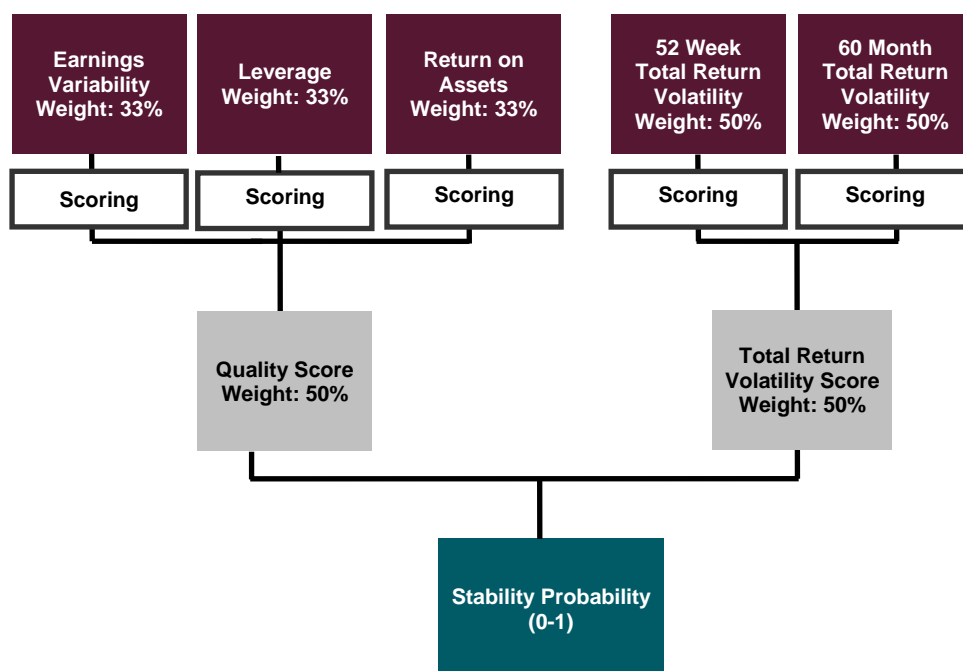 Earnings
Variability
Weight: 33%
Leverage
Weight: 33%
Return on
Assets
Weight: 33%
52 Week
Total Return
Volatility
Weight: 50%
60 Month
Total Return
Volatility
Weight: 50%
Scoring
Scoring
Scoring
Scoring
Scoring
Quality Score
Weight: 50%
Total Return
Volatility Score
Weight: 50%
Stability Probability
(0-1)